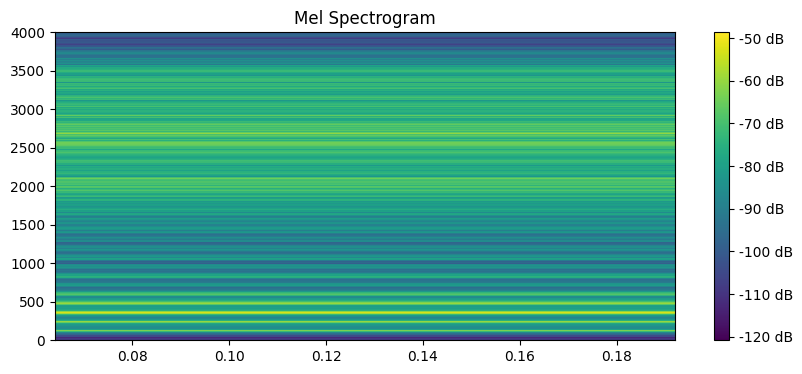 Mel Spectrogram
4000
3500
3000
2500
2000
1500
1000
500
0
0.08 0.10 0.12 0.14 0.16 0.18
-50 dB
-60 dB
-70 dB
-80 dB
-90 dB
-100 dB
-110 dB
-120 dB